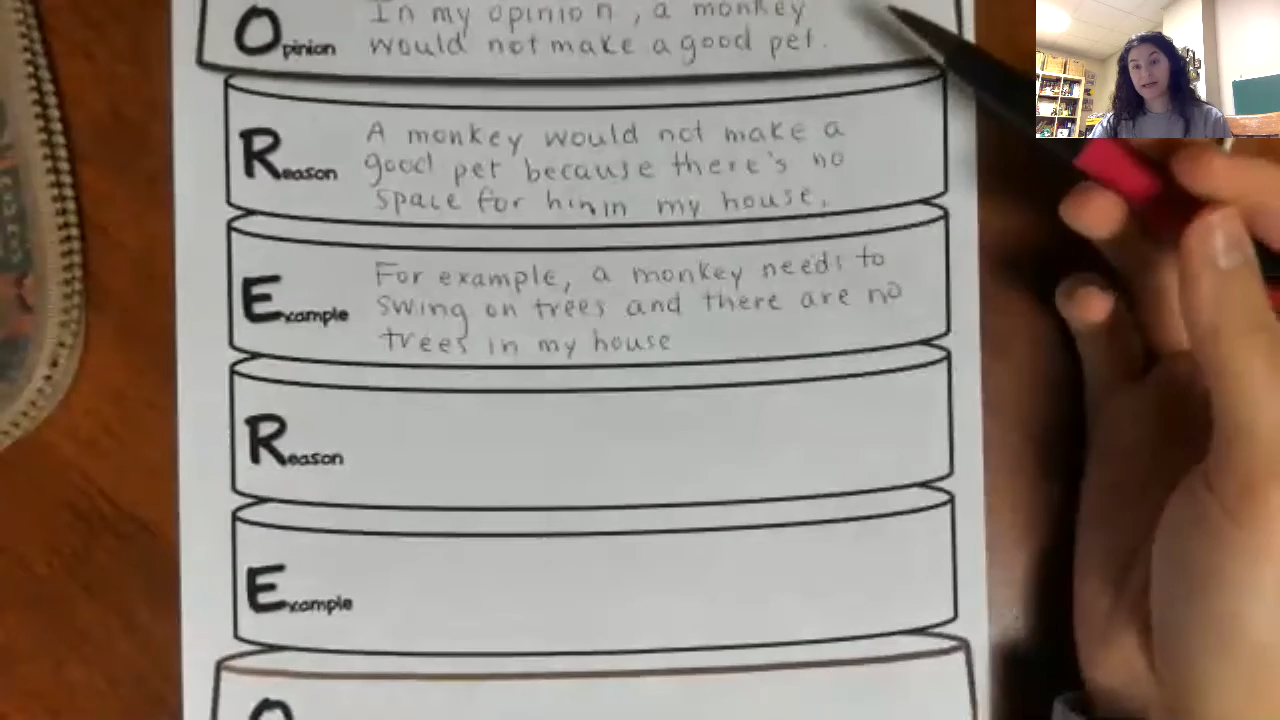 In my opinion, a monkey
Opinion would not make a good pet.
A monkey would not make a
Reason good pet because there's no
space for him in my house.
For example, a monkey needs to
Example swing on trees and there are no
trees in my house
Reason
Example
O